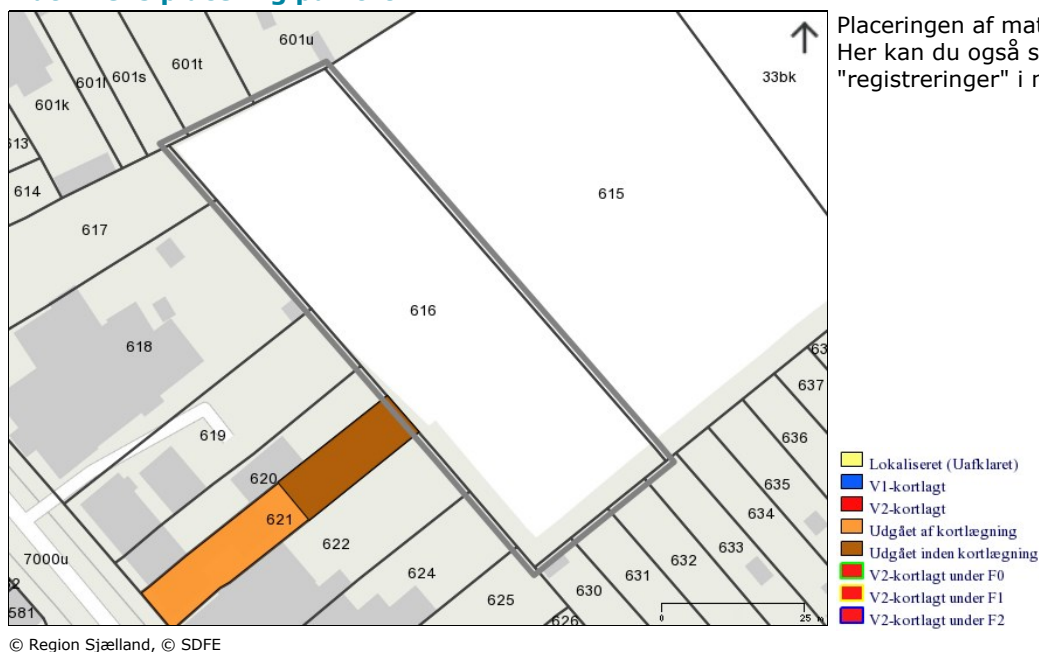 Placeringen af mat
Her kan du også s
"registreringer" i r
601u
601t
601s
601l
601k
33bk
613
614
617
615
616
618
619
620
621
622
624
625
626
630
631
632
633
634
635
636
637
63
7000u
2
581
0
25 m
Lokaliseret (Uafklaret)
V1-kortlagt
V2-kortlagt
Udgået af kortlægning
Udgået inden kortlægning
V2-kortlagt under F0
V2-kortlagt under F1
V2-kortlagt under F2
© Region Sjælland, © SDFE